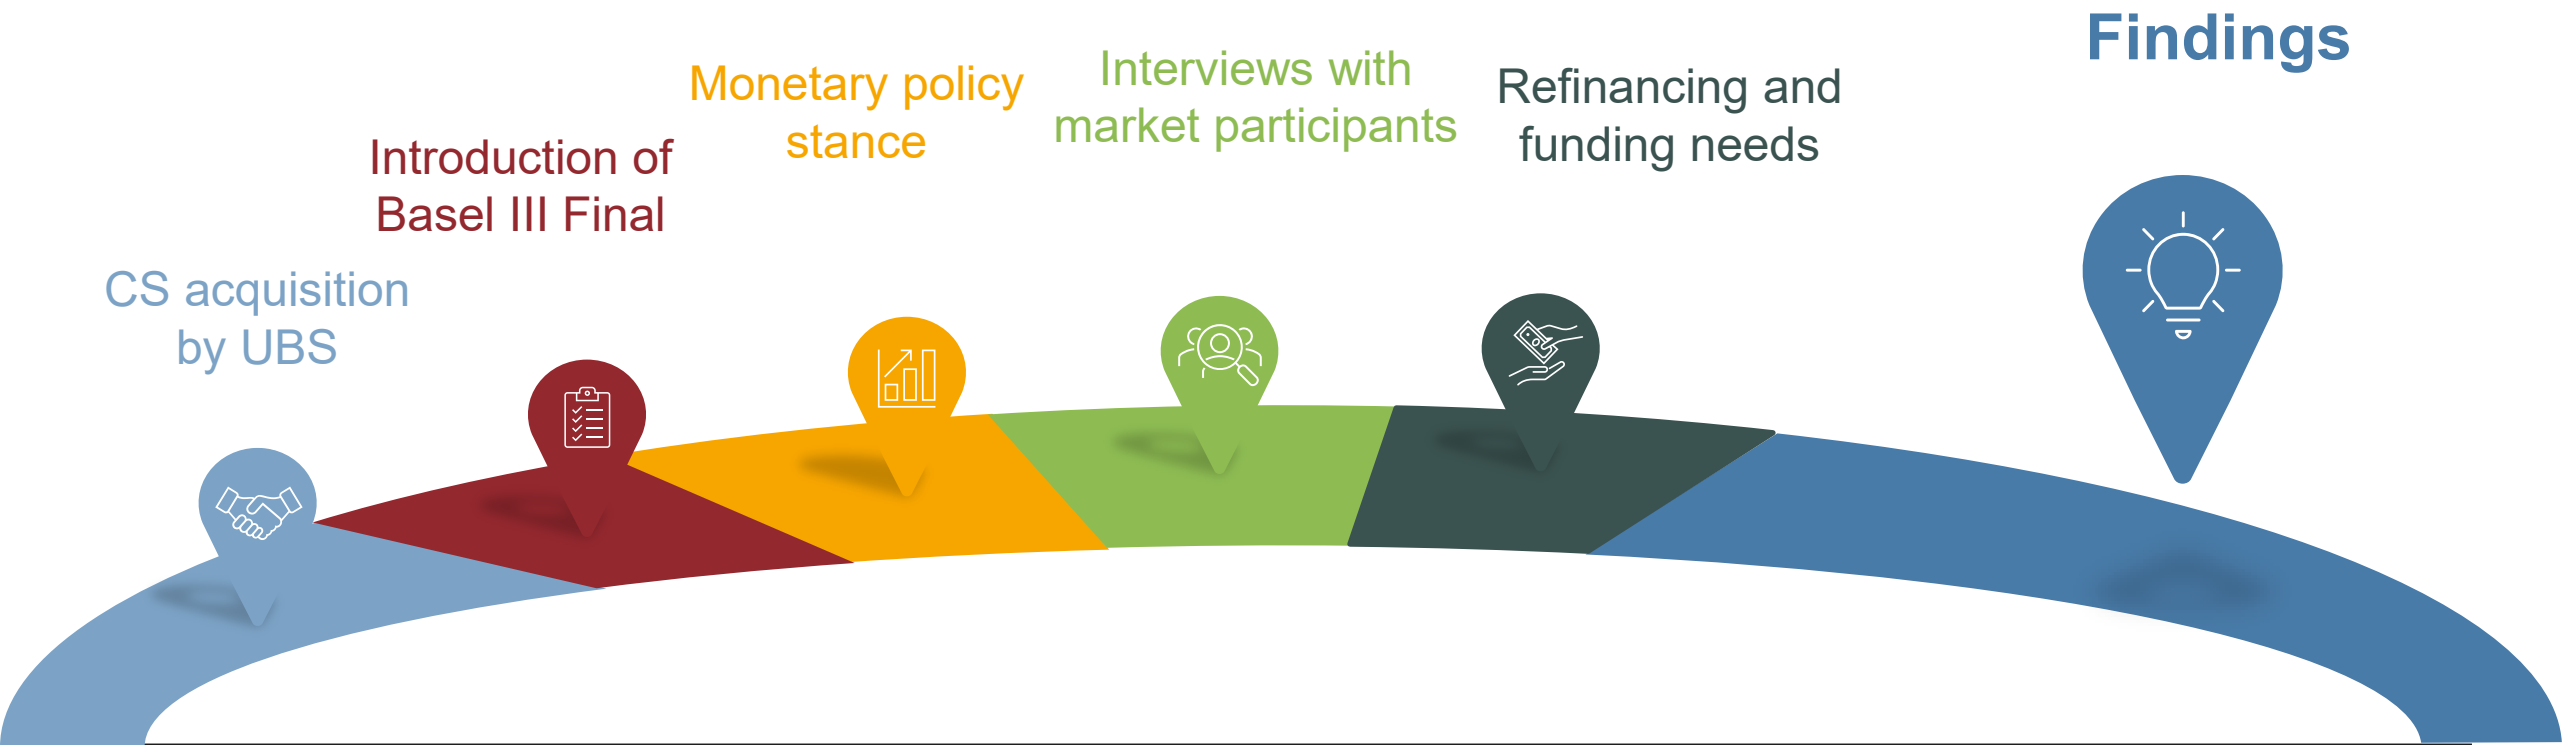 CS acquisition
by UBS
Introduction of
Basel III Final
Monetary policy
stance
Interviews with
market participants
Refinancing and
funding needs
Findings